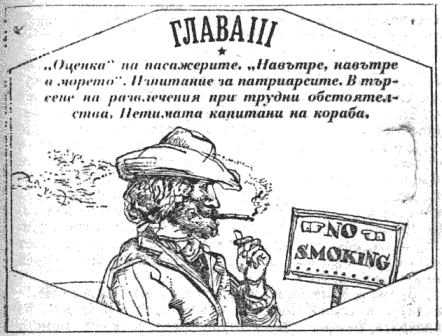 ГЛАВА III
„Оценка“ на пасажерите. „Навътре, навътре
в морето“. Изпитание за патриарсите. В тър-
сене на развлечения при трудни обстоятел-
ства. Петимата капитани на кораба.
NO
SMOKING